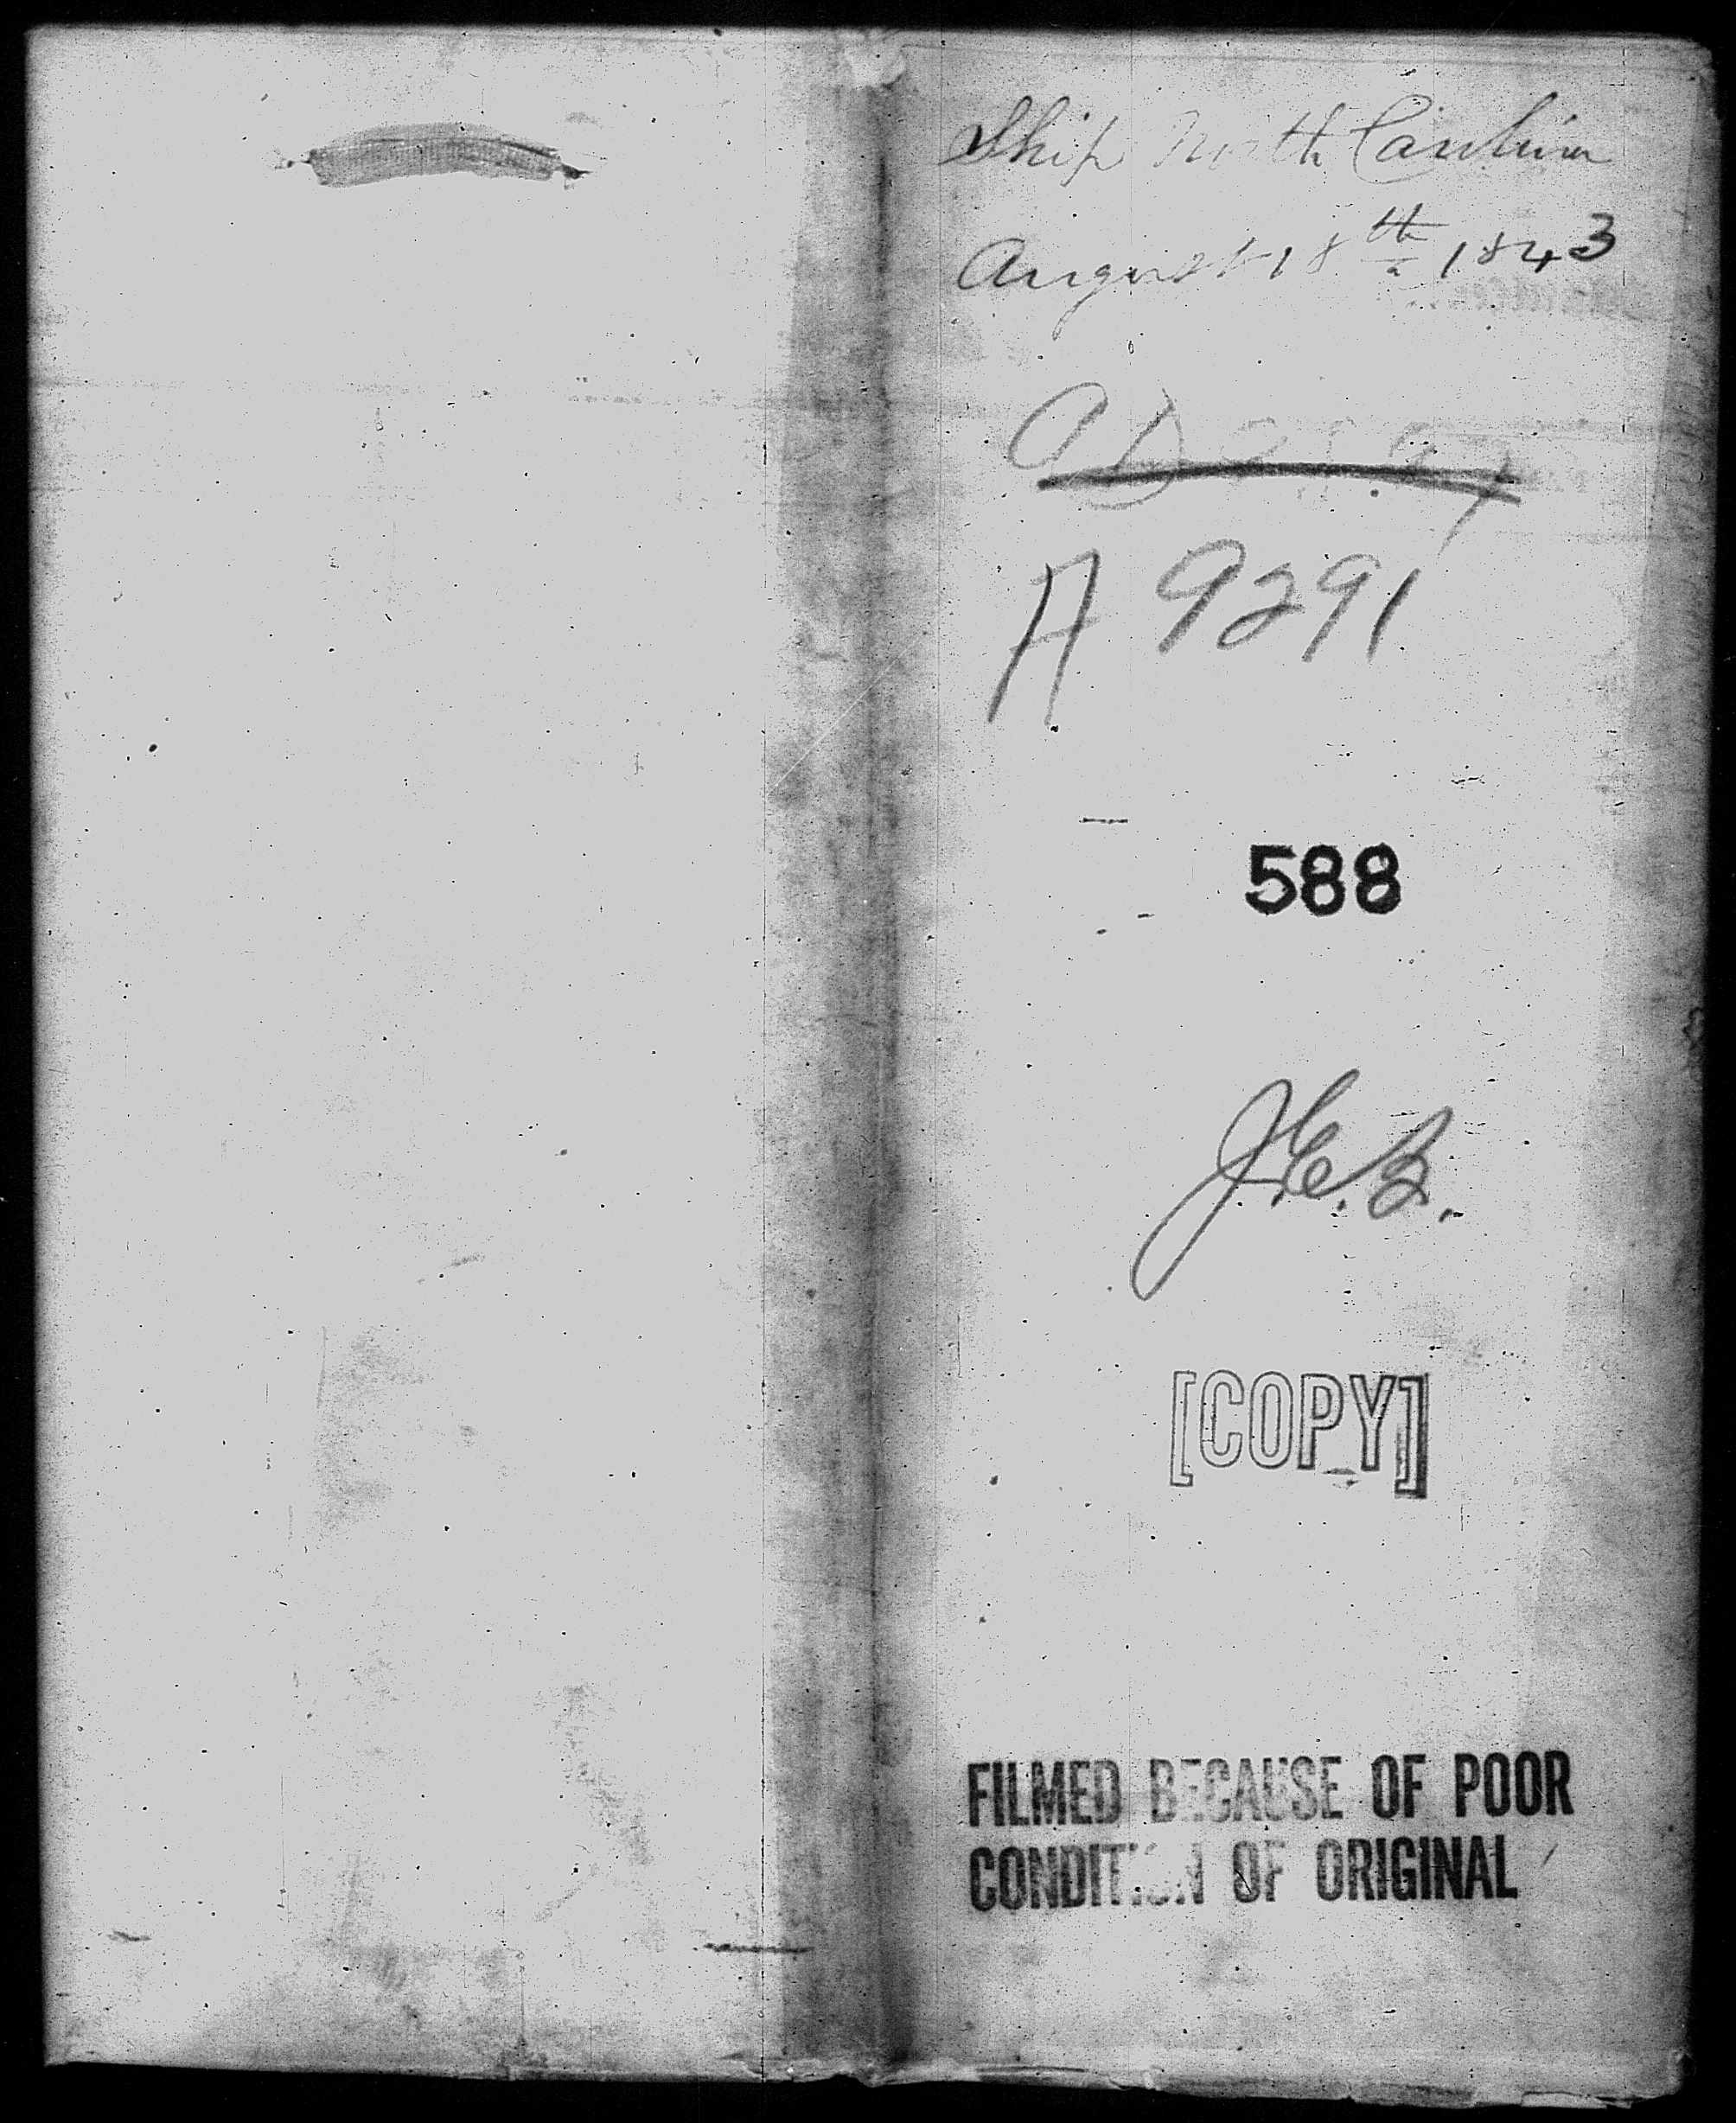 Ship North Carolina
August 18th 1843
A 9291
588
J.C.S.
[COPY]
FILMED BECAUSE OF POOR
CONDITION OF ORIGINAL